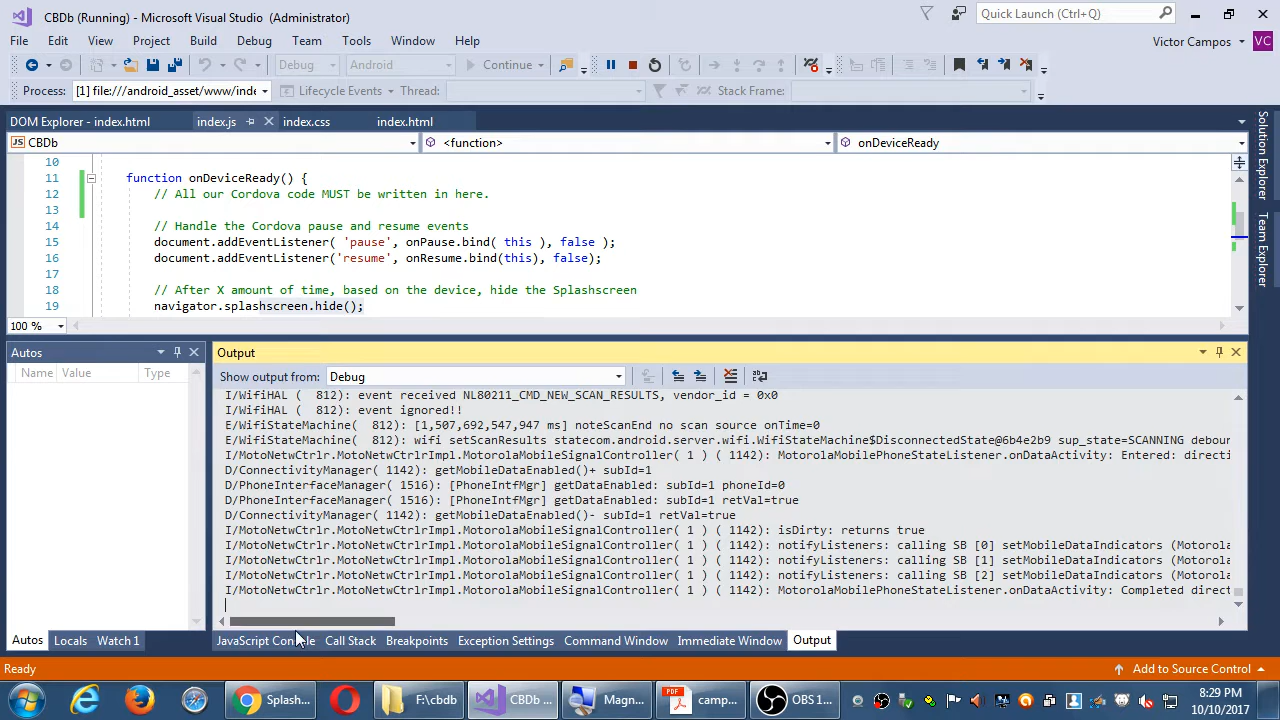 CBDb (Running) - Microsoft Visual Studio (Administrator)
Quick Launch (Ctrl+Q)
File Edit View Project Build Debug Team Tools Window Help
Victor Campos VC
Debug Android Continue
Process: [1] file:///android_asset/www/inde Lifecycle Events Thread: Stack Frame:
DOM Explorer - index.html index.js index.css index.html
JS CBDb <function> onDeviceReady
10
11 function onDeviceReady() {
12 // All our Cordova code MUST be written in here.
13
14 // Handle the Cordova pause and resume events
15 document.addEventListener( 'pause', onPause.bind( this ), false );
16 document.addEventListener('resume', onResume.bind(this), false);
17
18 // After X amount of time, based on the device, hide the Splashscreen
19 navigator.splashscreen.hide();
100 %
Solution Explorer
Team Explorer
Autos
Name Value Type
Output
Show output from: Debug
I/WifiHAL ( 812): event received NL80211_CMD_NEW_SCAN_RESULTS, vendor_id = 0x0
I/WifiHAL ( 812): event ignored!!
E/WifiStateMachine( 812): [1,507,692,547,947 ms] noteScanEnd no scan source onTime=0
E/WifiStateMachine( 812): wifi setScanResults statecom.android.server.wifi.WifiStateMachine$DisconnectedState@6b4e2b9 sup_state=SCANNING debour
I/MotoNetwCtrlr.MotoNetwCtrlImpl.MotorolaMobileSignalController( 1 ) ( 1142): MotorolaMobilePhoneStateListener.onDataActivity: Entered: directi
D/ConnectivityManager( 1142): getMobileDataEnabled()+ subId=1
D/PhoneInterfaceManager( 1516): [PhoneIntfMgr] getDataEnabled: subId=1 phoneId=0
D/PhoneInterfaceManager( 1516): [PhoneIntfMgr] getDataEnabled: subId=1 retVal=true
D/ConnectivityManager( 1142): getMobileDataEnabled()- subId=1 retVal=true
I/MotoNetwCtrlr.MotoNetwCtrlrImpl.MotorolaMobileSignalController( 1 ) ( 1142): isDirty: returns true
I/MotoNetwCtrlr.MotoNetwCtrlrImpl.MotorolaMobileSignalController( 1 ) ( 1142): notifyListeners: calling SB [0] setMobileDataIndicators (Motorola
I/MotoNetwCtrlr.MotoNetwCtrlrImpl.MotorolaMobileSignalController( 1 ) ( 1142): notifyListeners: calling SB [1] setMobileDataIndicators (Motorola
I/MotoNetwCtrlr.MotoNetwCtrlrImpl.MotorolaMobileSignalController( 1 ) ( 1142): notifyListeners: calling SB [2] setMobileDataIndicators (Motorola
I/MotoNetwCtrlr.MotoNetwCtrlrImpl.MotorolaMobileSignalController( 1 ) ( 1142): MotorolaMobilePhoneStateListener.onDataActivity: Completed direct
Autos Locals Watch 1
JavaScript Console Call Stack Breakpoints Exception Settings Command Window Immediate Window Output
Ready
Add to Source Control
Splash... F:\cbdb CBDb ... Magn... camp... OBS 1...
8:29 PM
10/10/2017